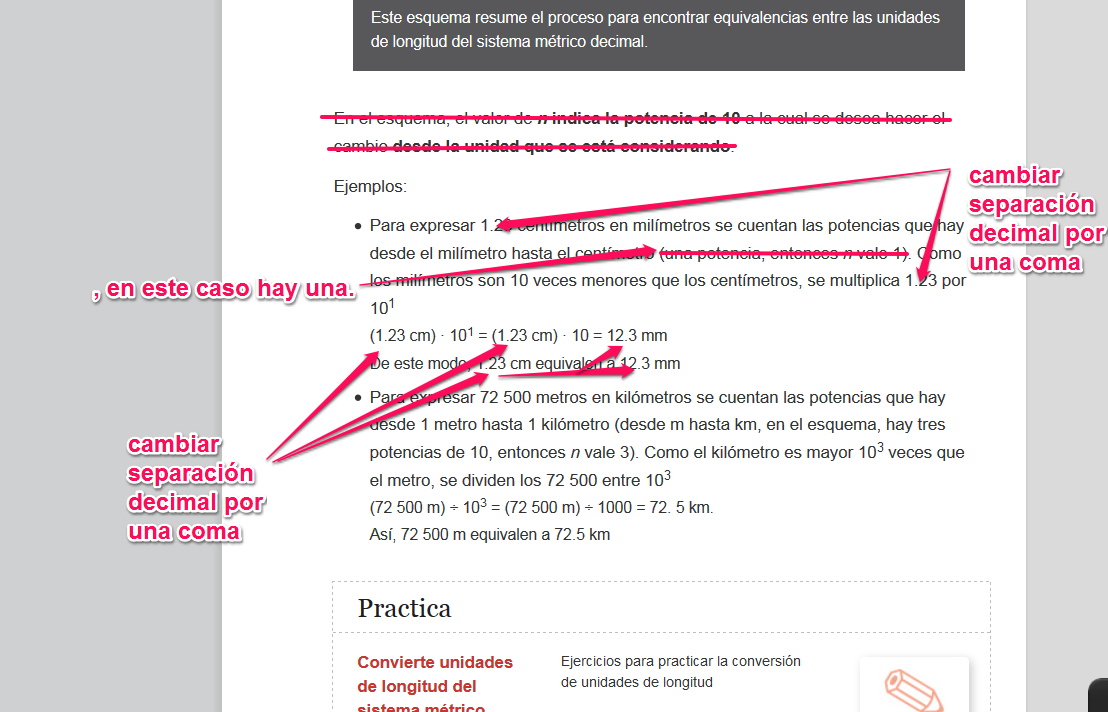 Este esquema resume el proceso para encontrar equivalencias entre las unidades
de longitud del sistema métrico decimal.
En el esquema, el valor de n indica la potencia de 10 a la cual se desea hacer el
cambio desde la unidad que se está considerando.
Ejemplos:
• Para expresar 1.23 centímetros en milímetros se cuentan las potencias que hay
desde el milímetro hasta el centímetro (una potencia, entonces n vale 1). Como
los milímetros son 10 veces menores que los centímetros, se multiplica 1.23 por
10¹
(1.23 cm) · 10¹ = (1.23 cm) · 10 = 12.3 mm
De este modo, 1.23 cm equivalen a 12.3 mm
• Para expresar 72 500 metros en kilómetros se cuentan las potencias que hay
desde 1 metro hasta 1 kilómetro (desde m hasta km, en el esquema, hay tres
potencias de 10, entonces n vale 3). Como el kilómetro es mayor 10³ veces que
el metro, se dividen los 72 500 entre 10³
(72 500 m) ÷ 10³ = (72 500 m) ÷ 1000 = 72. 5 km.
Así, 72 500 m equivalen a 72.5 km
cambiar
separación
decimal por
una coma
, en este caso hay una.
cambiar
separación
decimal por
una coma
Practica
Convierte unidades
de longitud del
sistema métrico
Ejercicios para practicar la conversión
de unidades de longitud